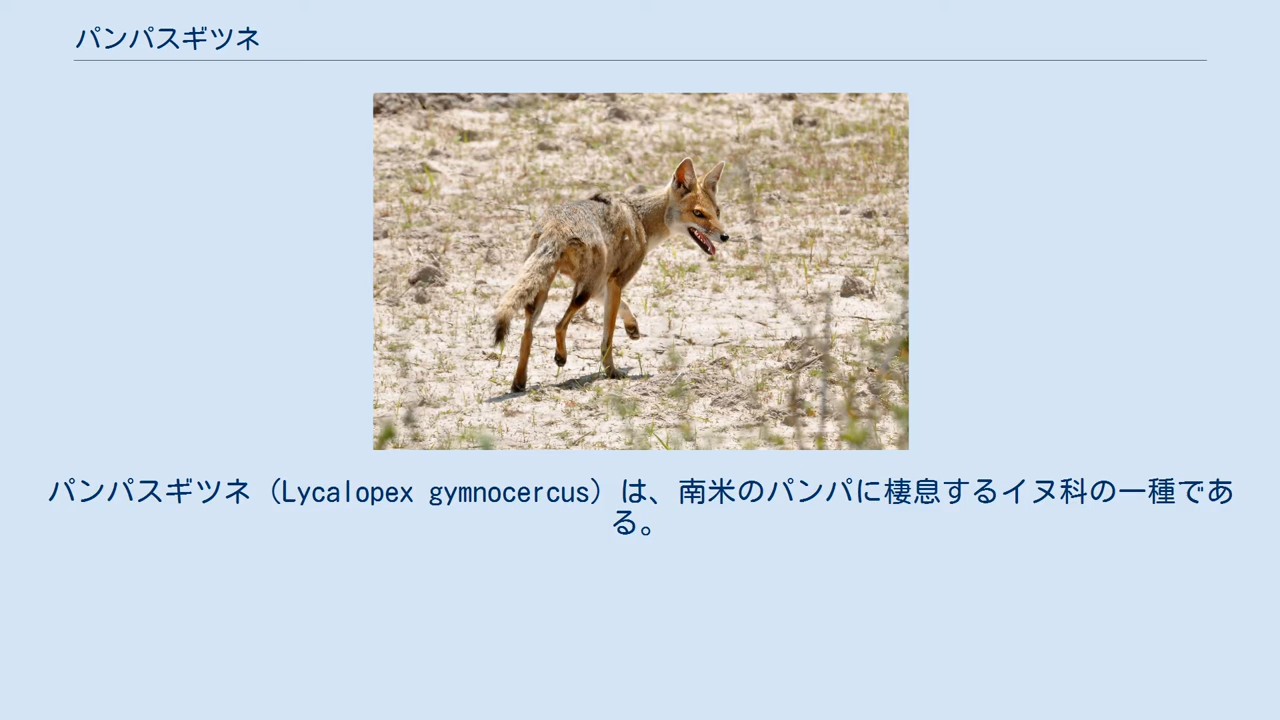 パンパスギツネ
パンパスギツネ（Lycalopex gymnocercus）は、南米のパンパに棲息するイヌ科の一種であ
る。